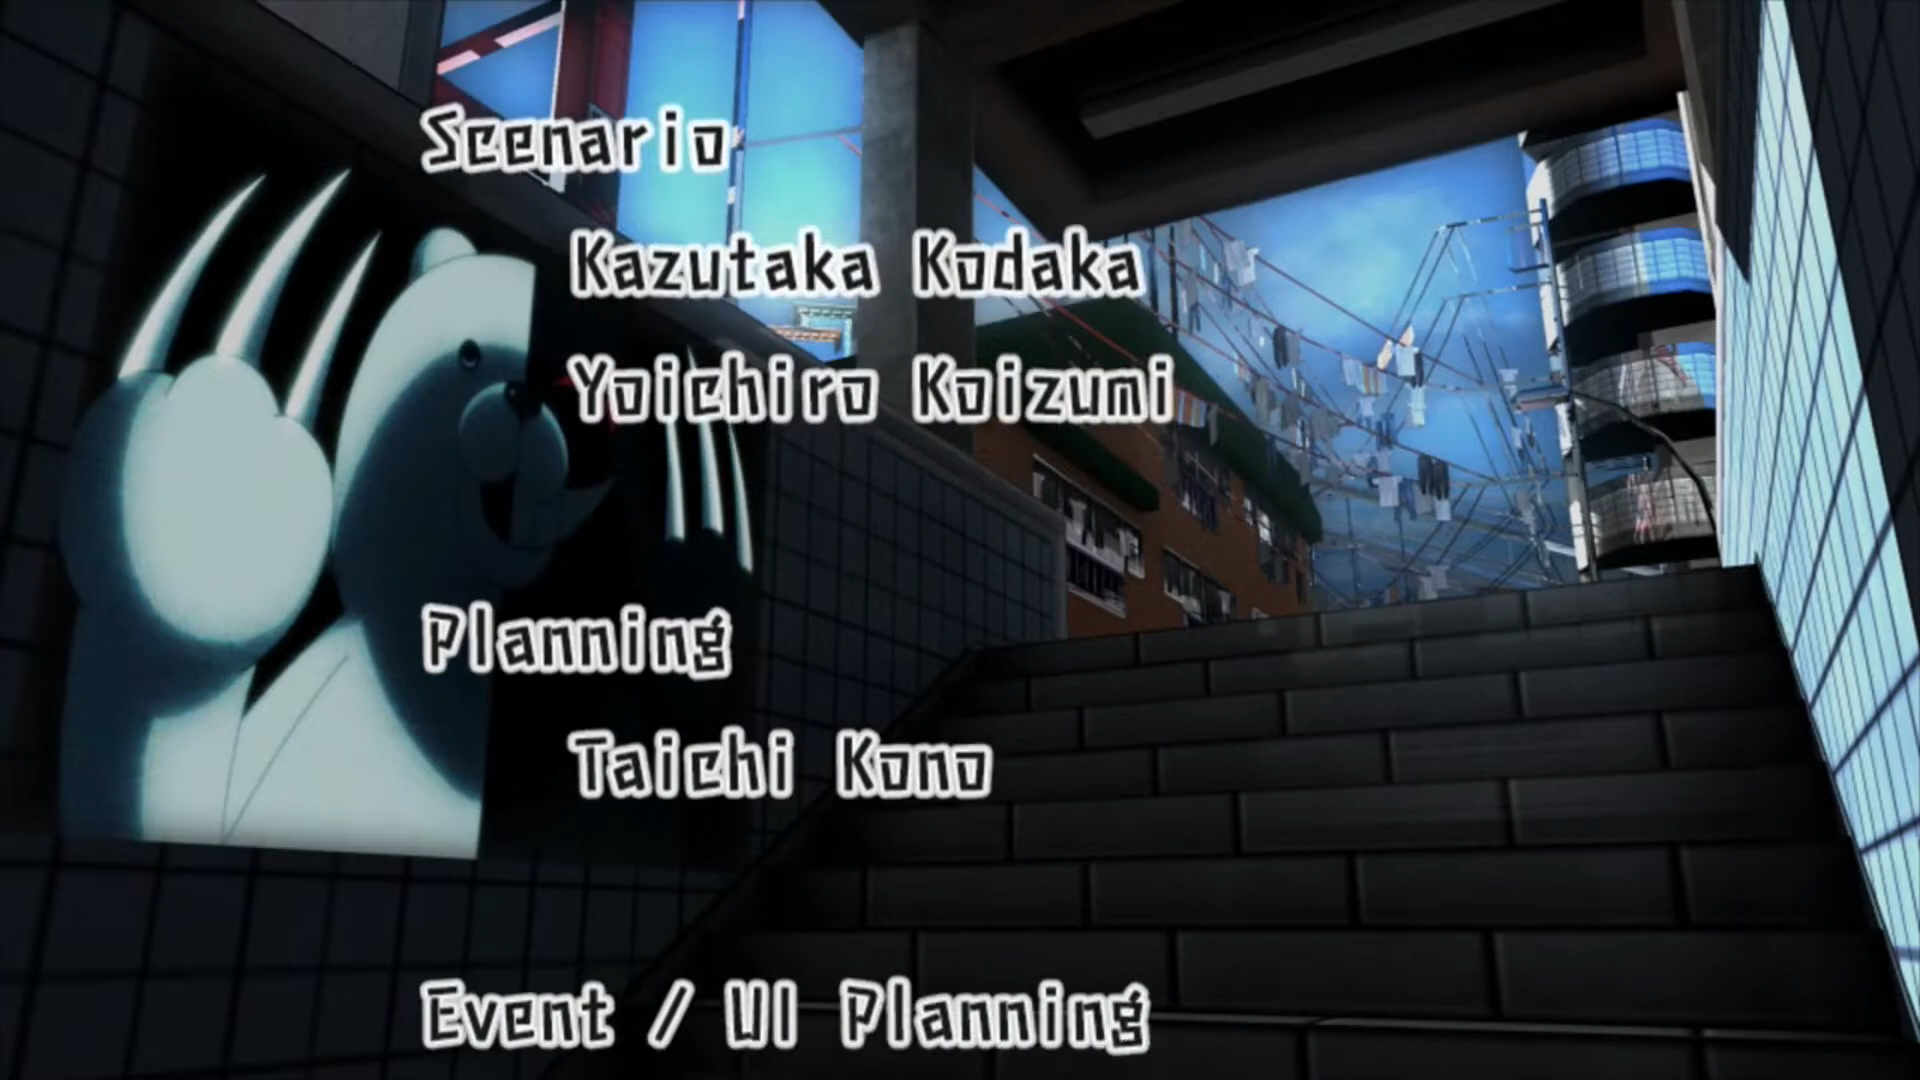 Scenario
Kazutaka Kodaka
Yoichiro Koizumi
Planning
Taichi Kono
Event / UI Planning